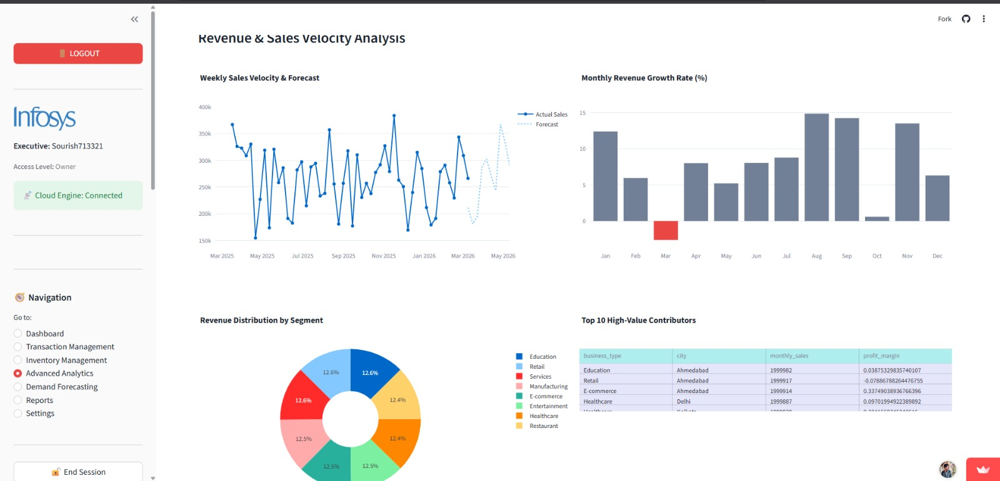 Fork
LOGOUT
Infosys
Executive: Sourish713321
Access Level: Owner
Cloud Engine: Connected
Navigation
Go to:
Dashboard
Transaction Management
Inventory Management
Advanced Analytics
Demand Forecasting
Reports
Settings
End Session
Revenue & Sales Velocity Analysis
Weekly Sales Velocity & Forecast
400k
350k
300k
250k
200k
150k
Mar 2025 May 2025 Jul 2025 Sep 2025 Nov 2025 Jan 2026 Mar 2026 May 2026
Actual Sales
Forecast
Monthly Revenue Growth Rate (%)
15
10
5
0
Jan Feb Mar Apr May Jun Jul Aug Sep Oct Nov Dec
Revenue Distribution by Segment
12.6% 12.6%
12.6% 12.4%
12.5% 12.4%
12.5% 12.5%
Education
Retail
Services
Manufacturing
E-commerce
Entertainment
Healthcare
Restaurant
Top 10 High-Value Contributors
business_type city monthly_sales profit_margin
Education Ahmedabad 1999982 0.03875329835740107
Retail Ahmedabad 1999917 -0.07886788264476755
E-commerce Ahmedabad 1999914 0.33749038936766396
Healthcare Delhi 1999887 0.09701994922389892